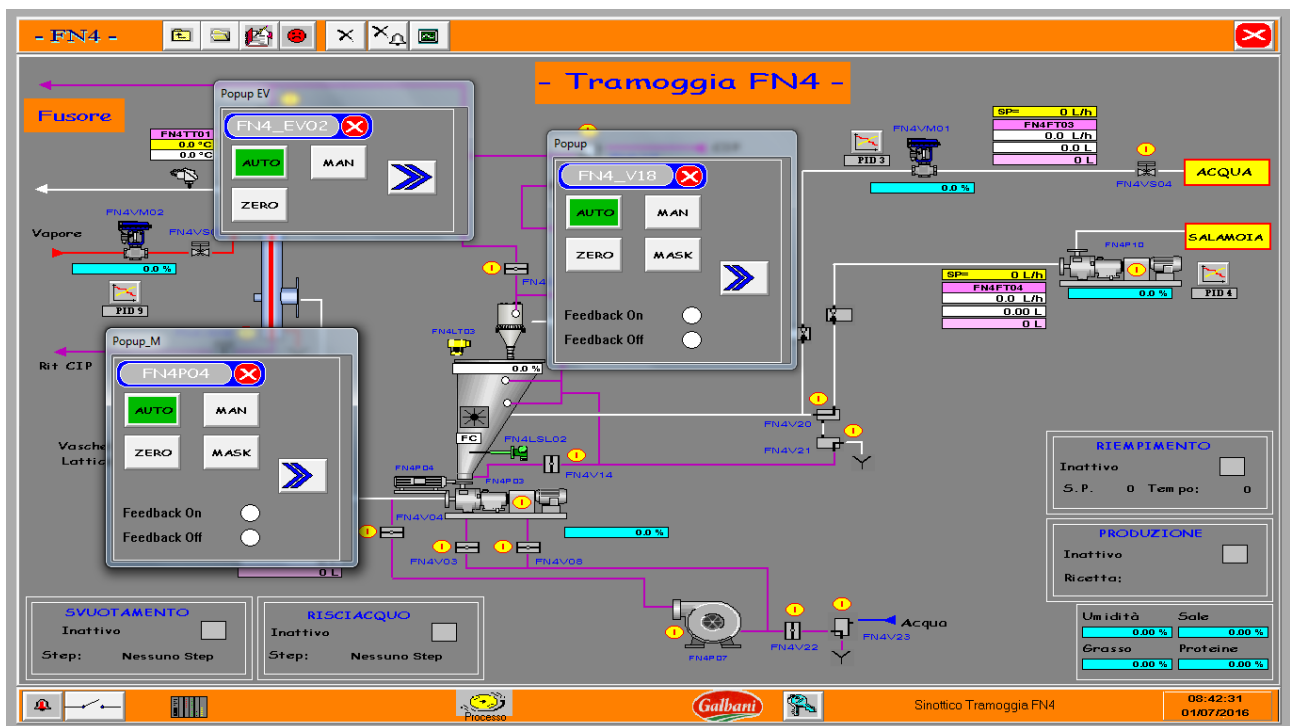 - FN4 -
- Tramoggia FN4 -
Fusore
FN4TT01
0.0 °C
0.0 °C
Popup EV
FN4_EV02
AUTO
MAN
ZERO
Popup
FN4_V18
AUTO
MAN
ZERO
MASK
Feedback On
Feedback Off
PID 3
FN4VM01
0.0 %
SP= 0 L/h
FN4FT03
0.0 L/h
0.0 L
0 L
FN4VS04
ACQUA
SALAMOIA
FN4P10
0.0 %
PID 4
SP= 0 L/h
FN4FT04
0.0 L/h
0.00 L
0 L
FN4VM02
Vapore
0.0 %
PID 9
Rit CIP
Popup_M
FN4P04
AUTO
MAN
ZERO
MASK
Feedback On
Feedback Off
FN4LT03
0.0 %
FC
FN4LSL02
FN4V14
FN4P04
FN4P03
FN4V04
0.0 %
FN4V03
FN4V08
FN4V20
FN4V21
0 L
RIEMPIMENTO
Inattivo
S.P. 0 Tempo: 0
PRODUZIONE
Inattivo
Ricetta:
SVUOTAMENTO
Inattivo
Step: Nessuno Step
RISCIACQUO
Inattivo
Step: Nessuno Step
FN4P07
FN4V22
Acqua
FN4V23
Umidità Sale
0.00 % 0.00 %
Grasso Proteine
0.00 % 0.00 %
Processo
Galbani
Sinottico Tramoggia FN4
08:42:31
01/07/2016